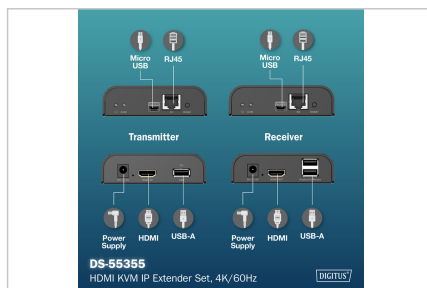 Micro
USB
RJ45
Micro
USB
RJ45
Transmitter
Receiver
Power
Supply
HDMI
USB-A
Power
Supply
HDMI
USB-A
DS-55355
HDMI KVM IP Extender Set, 4K/60Hz
DIGITUS